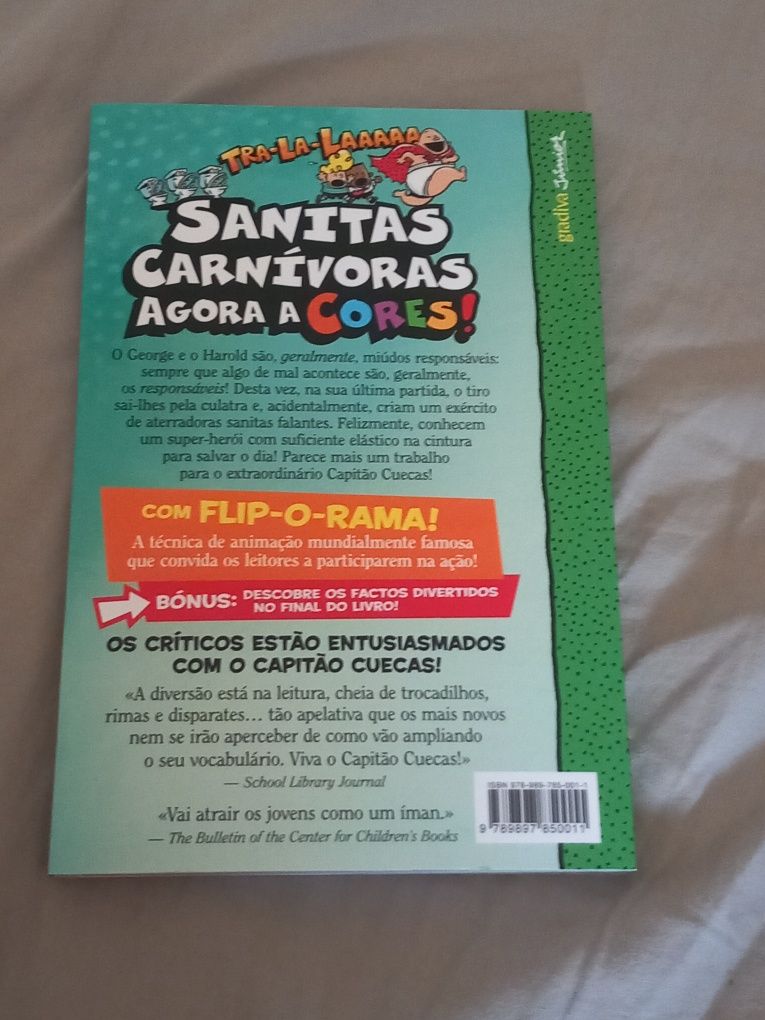 TRA-LA-LAAAAA
SANITAS
CARNÍVORAS
AGORA A CORES!
O George e o Harold são, geralmente, miúdos responsáveis:
sempre que algo de mal acontece são, geralmente,
os responsáveis! Desta vez, na sua última partida, o tiro
sai-lhes pela culatra e, acidentalmente, criam um exército
de aterradoras sanitas falantes. Felizmente, conhecem
um super-herói com suficiente elástico na cintura
para salvar o dia! Parece mais um trabalho
para o extraordinário Capitão Cuecas!
COM FLIP-O-RAMA!
A técnica de animação mundialmente famosa
que convida os leitores a participarem na ação!
BÓNUS: DESCOBRE OS FACTOS DIVERTIDOS
NO FINAL DO LIVRO!
OS CRÍTICOS ESTÃO ENTUSIASMADOS
COM O CAPITÃO CUECAS!
«A diversão está na leitura, cheia de trocadilhos,
rimas e disparates... tão apelativa que os mais novos
nem se irão aperceber de como vão ampliando
o seu vocabulário. Viva o Capitão Cuecas!»
— School Library Journal
«Vai atrair os jovens como um íman.»
— The Bulletin of the Center for Children's Books
ISBN 978-989-785-001-1
9 789897 850011
gradiva júnior